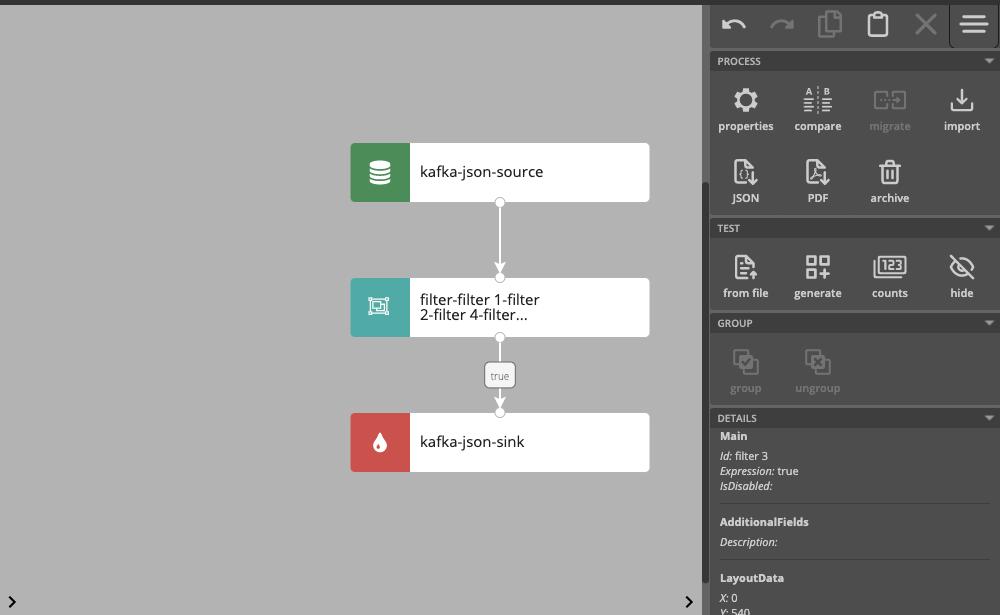 kafka-json-source
filter-filter 1-filter
2-filter 4-filter...
true
kafka-json-sink
PROCESS
properties
A B
compare
migrate
import
JSON
PDF
archive
TEST
from file
generate
123
counts
hide
GROUP
group
ungroup
DETAILS
Main
Id: filter 3
Expression: true
IsDisabled:
AdditionalFields
Description:
LayoutData
X: 0
Y: 540